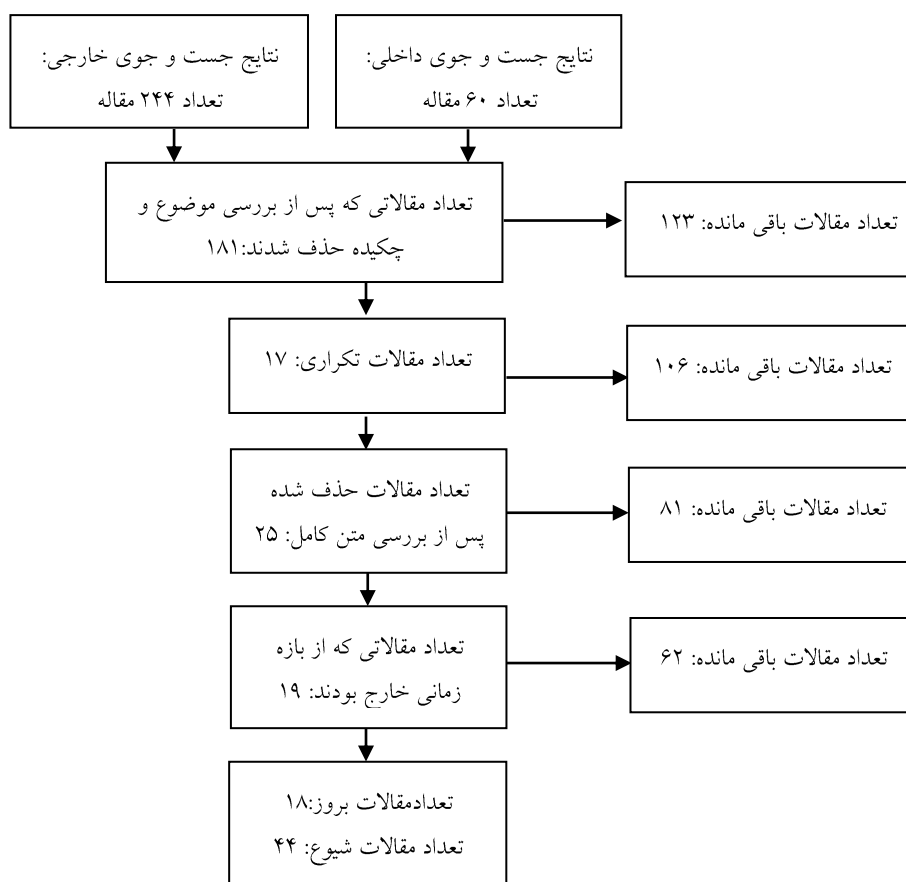 نتایج جست و جوی داخلی:
تعداد ۶۰ مقاله
نتایج جست و جوی خارجی:
تعداد ۲۴۴ مقاله
تعداد مقالاتی که پس از بررسی موضوع و
چکیده حذف شدند:۱۸۱
تعداد مقالات باقی مانده: ۱۲۳
تعداد مقالات تکراری: ۱۷
تعداد مقالات باقی مانده: ۱۰۶
تعداد مقالات حذف شده
پس از بررسی متن کامل: ۲۵
تعداد مقالات باقی مانده: ۸۱
تعداد مقالاتی که از بازه
زمانی خارج بودند: ۱۹
تعداد مقالات باقی مانده: ۶۲
تعدادمقالات بروز:۱۸
تعداد مقالات شیوع: ۴۴